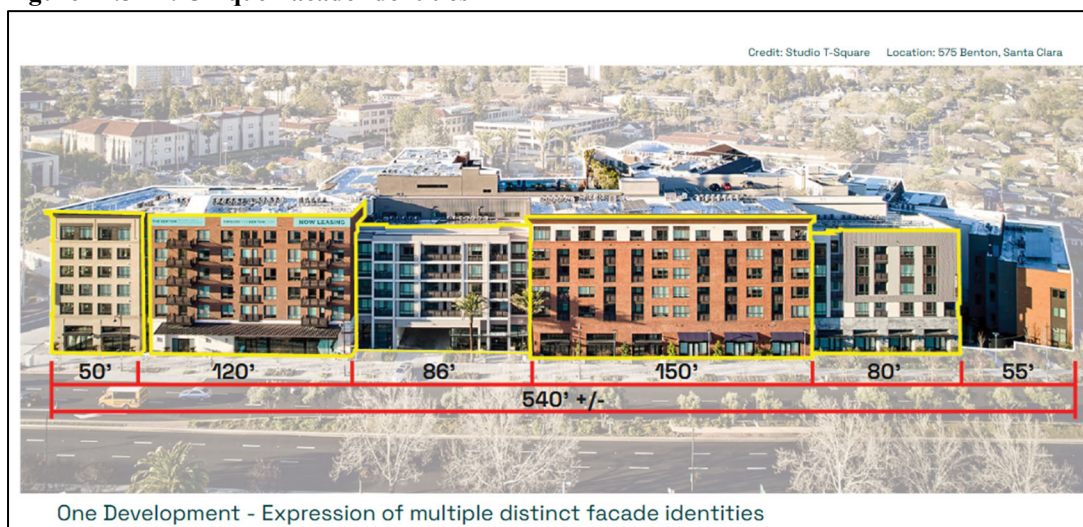 Credit: Studio T-Square Location: 575 Benton, Santa Clara
NOW LEASING
50' 120' 86' 150' 80' 55'
540' +/-
One Development - Expression of multiple distinct facade identities